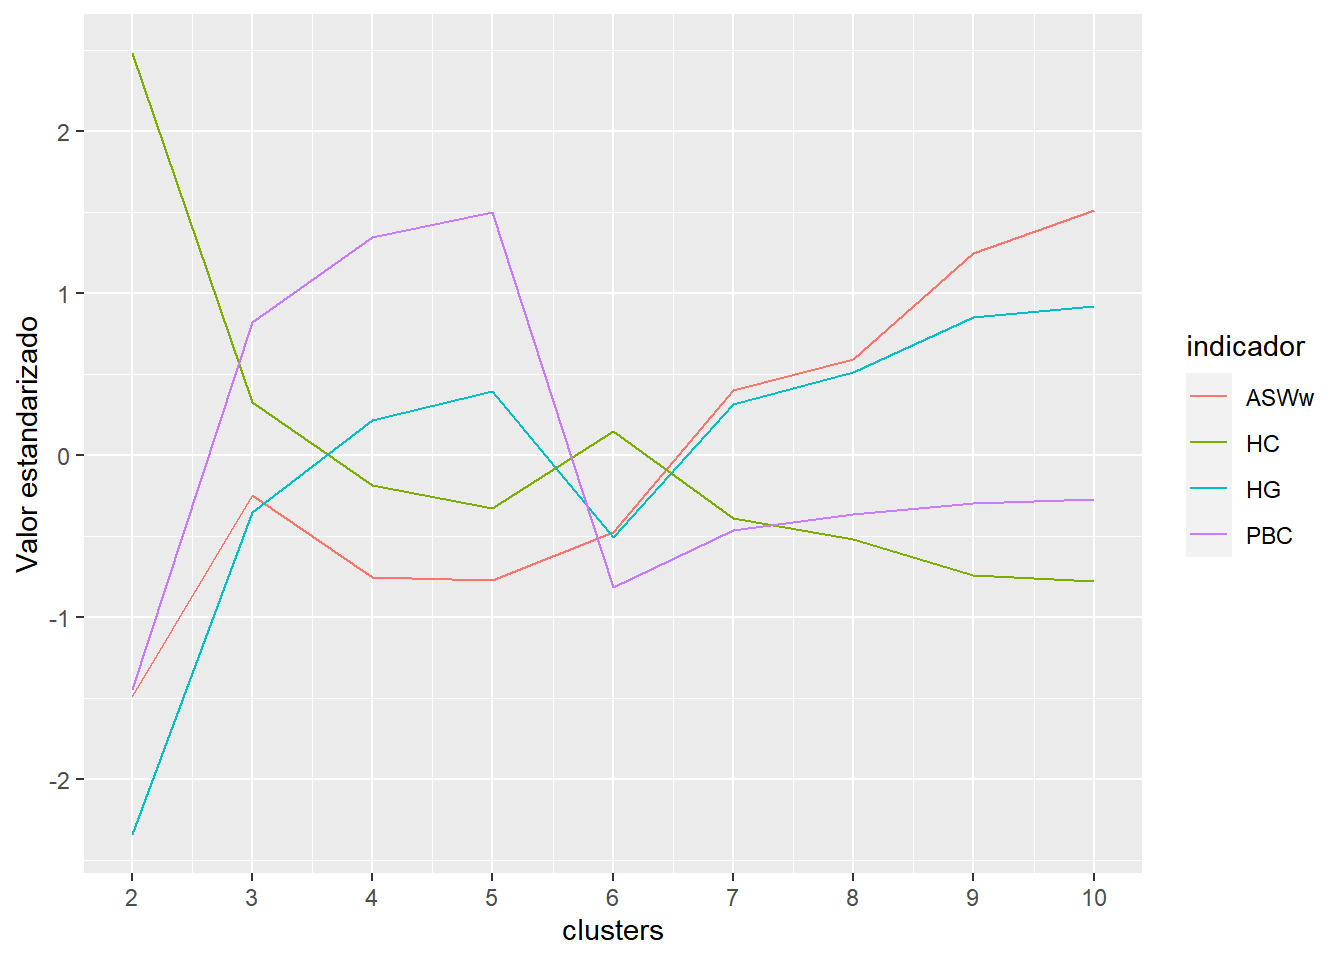 Valor estandarizado
2
1
0
-1
-2
2 3 4 5 6 7 8 9 10
clusters
indicador
ASWw
HC
HG
PBC